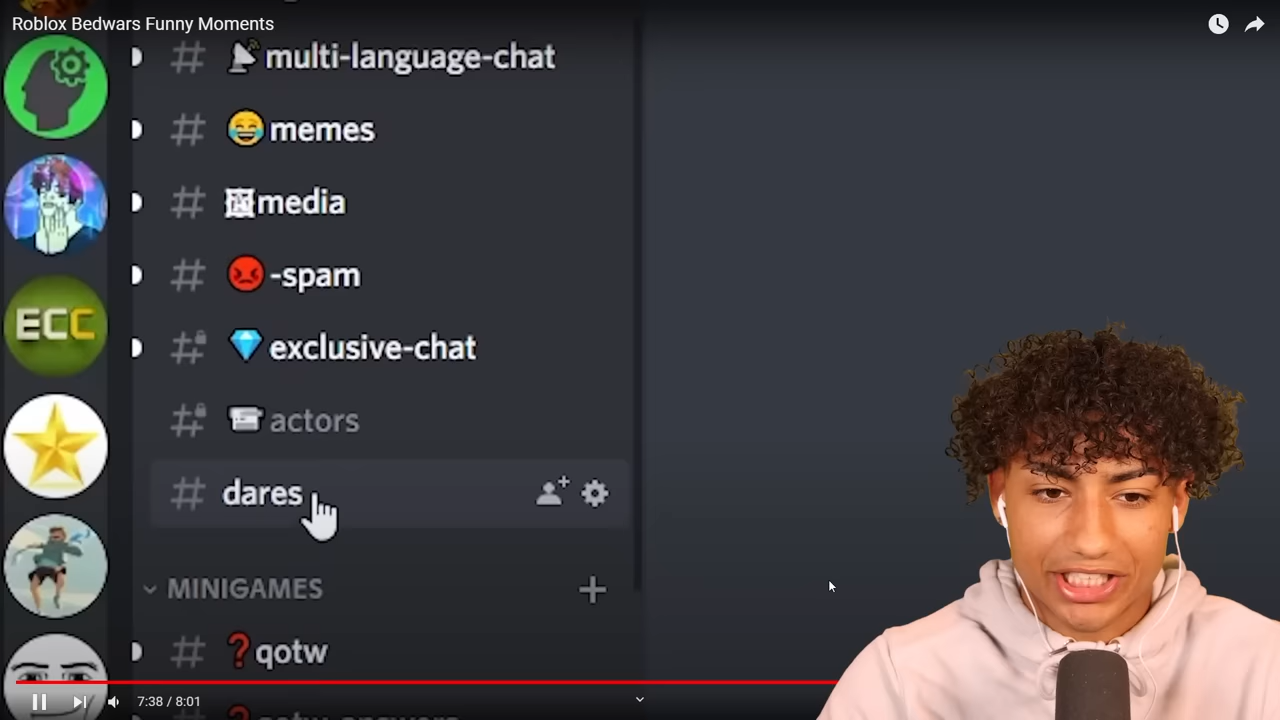 Roblox Bedwars Funny Moments
# multi-language-chat
# memes
# media
# -spam
ECC
# exclusive-chat
# actors
# dares
MINIGAMES
# qotw
7:38 / 8:01